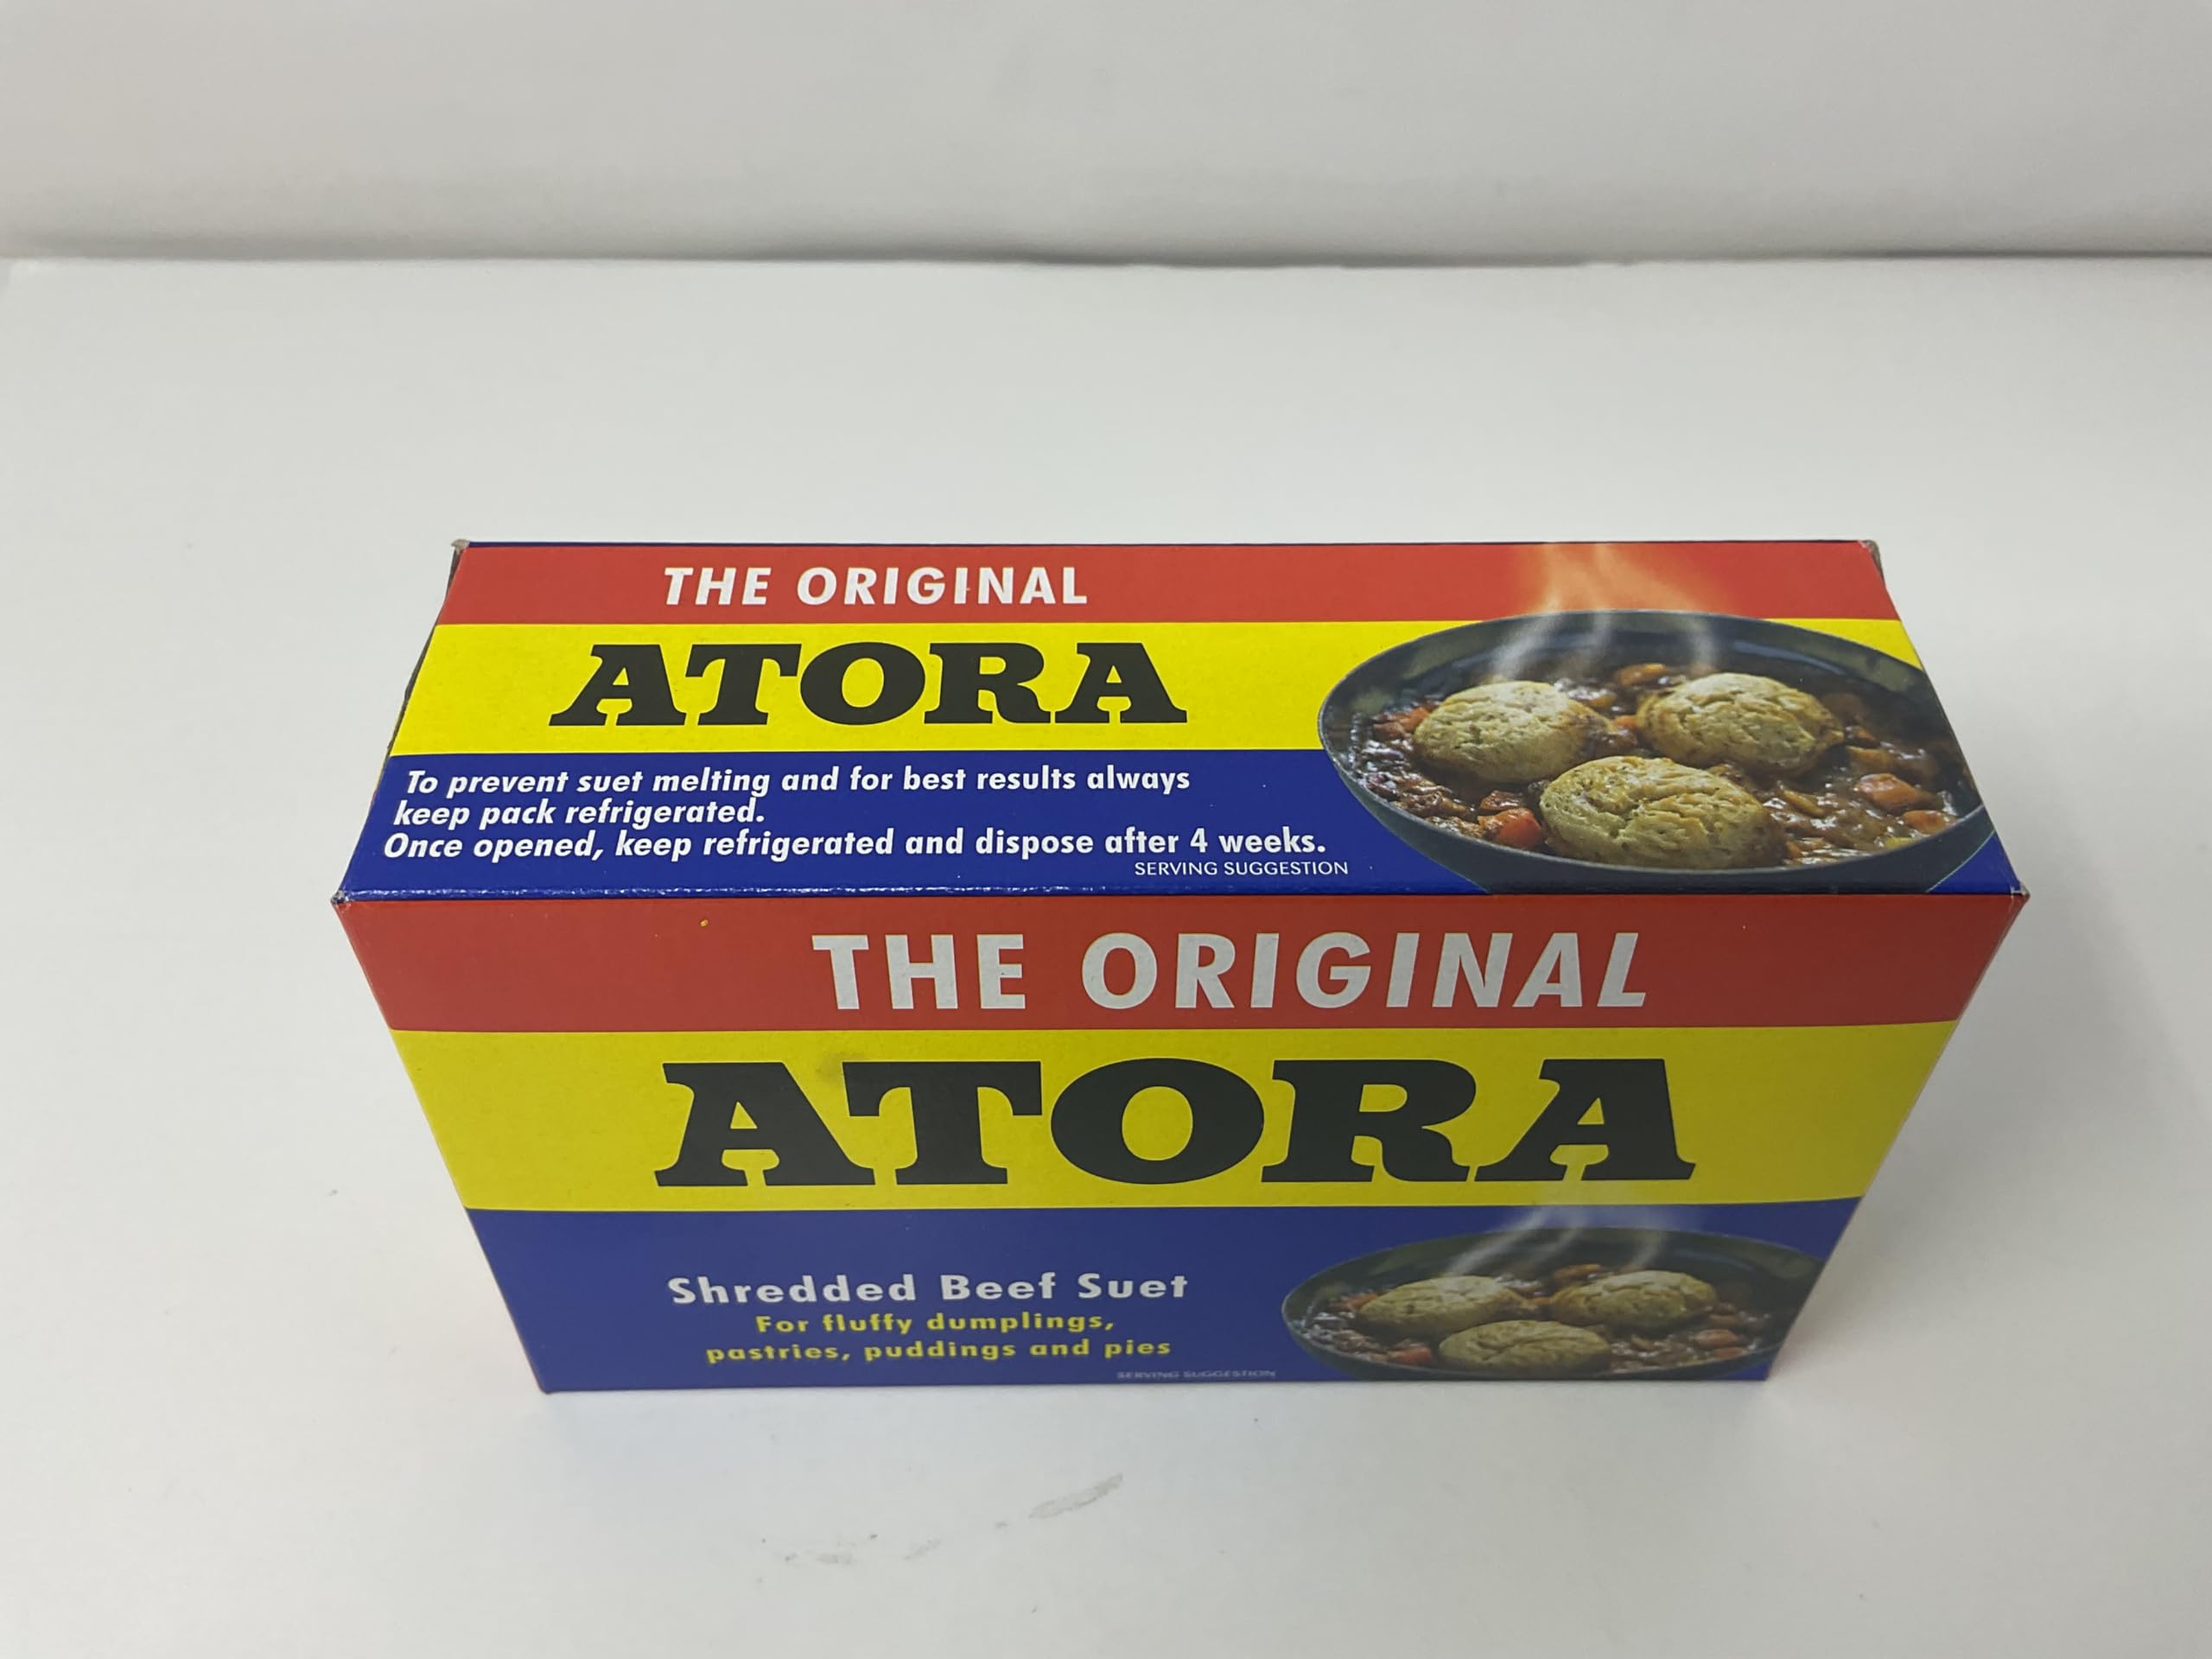 THE ORIGINAL
ATORA
To prevent suet melting and for best results always
keep pack refrigerated.
Once opened, keep refrigerated and dispose after 4 weeks.
SERVING SUGGESTION
THE ORIGINAL
ATORA
Shredded Beef Suet
For fluffy dumplings,
pastries, puddings and pies
SERVING SUGGESTION